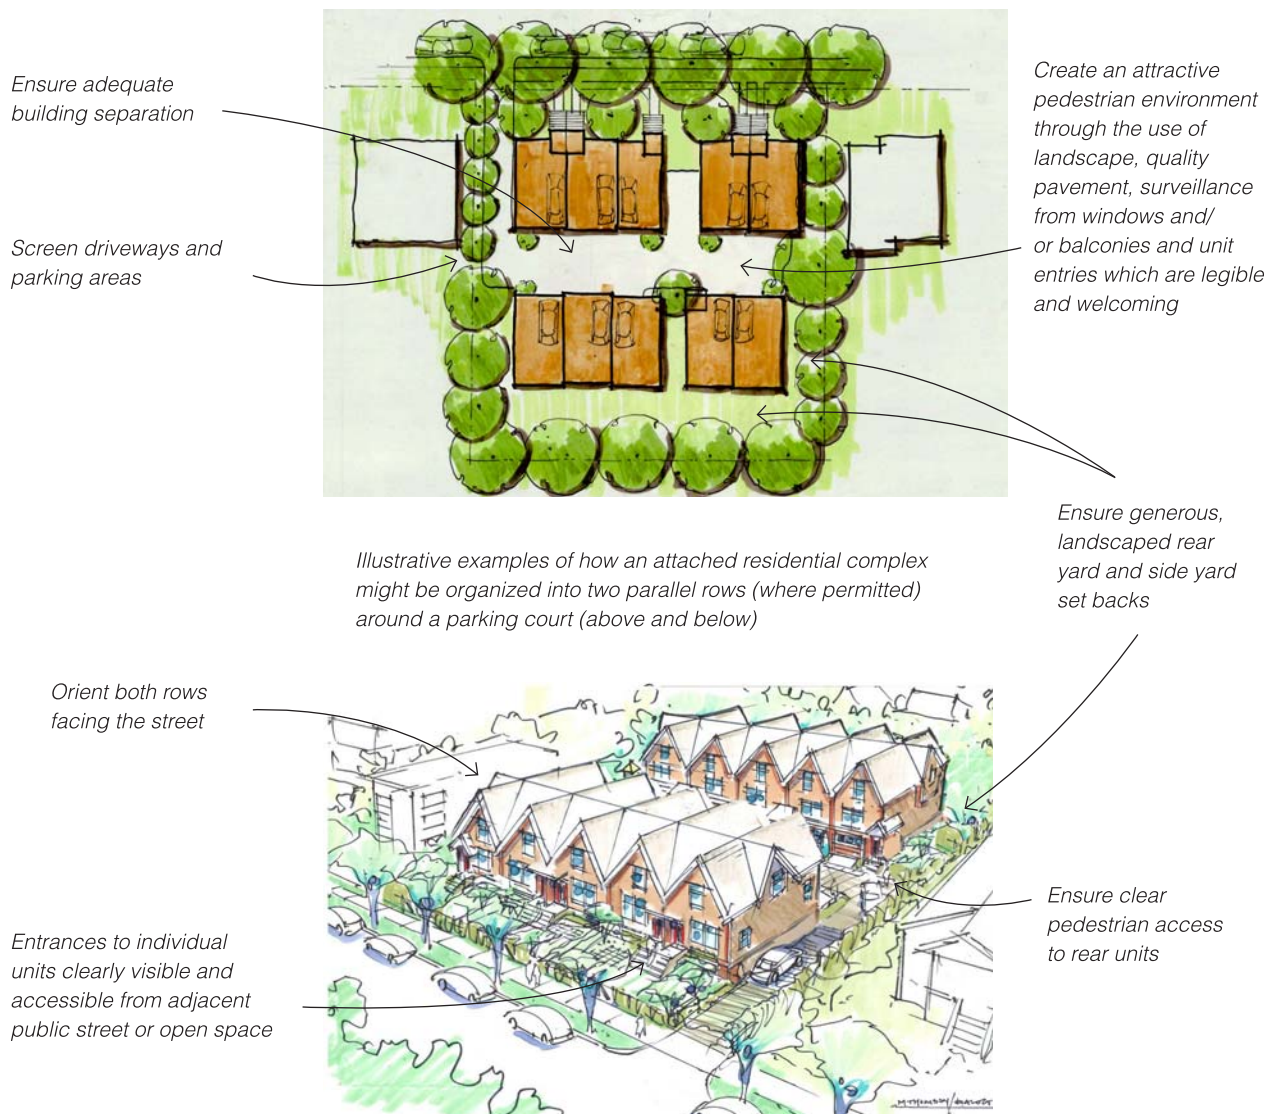 Ensure adequate
building separation
Screen driveways and
parking areas
Create an attractive
pedestrian environment
through the use of
landscape, quality
pavement, surveillance
from windows and/
or balconies and unit
entries which are legible
and welcoming
Ensure generous,
landscaped rear
yard and side yard
set backs
Illustrative examples of how an attached residential complex
might be organized into two parallel rows (where permitted)
around a parking court (above and below)
Orient both rows
facing the street
Entrances to individual
units clearly visible and
accessible from adjacent
public street or open space
Ensure clear
pedestrian access
to rear units